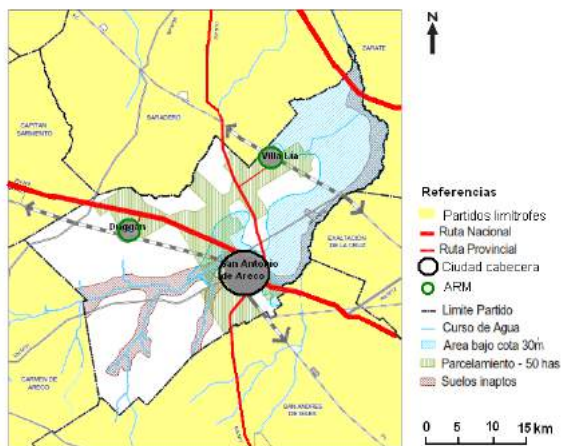 N
ZARATE
BARADERO
CAPITAN
SARMIENTO
Villa Lía
Duggan
EXALTACIÓN
DE LA CRUZ
San Antonio
de Areco
CARMEN DE
ARECO
SAN ANDRES
DE GILES
Referencias
Partidos limítrofes
Ruta Nacional
Ruta Provincial
Ciudad cabecera
ARM
Limite Partido
Curso de Agua
Area bajo cota 30m
Parcelamiento - 50 has
Suelos inaptos
0 5 10 15 km